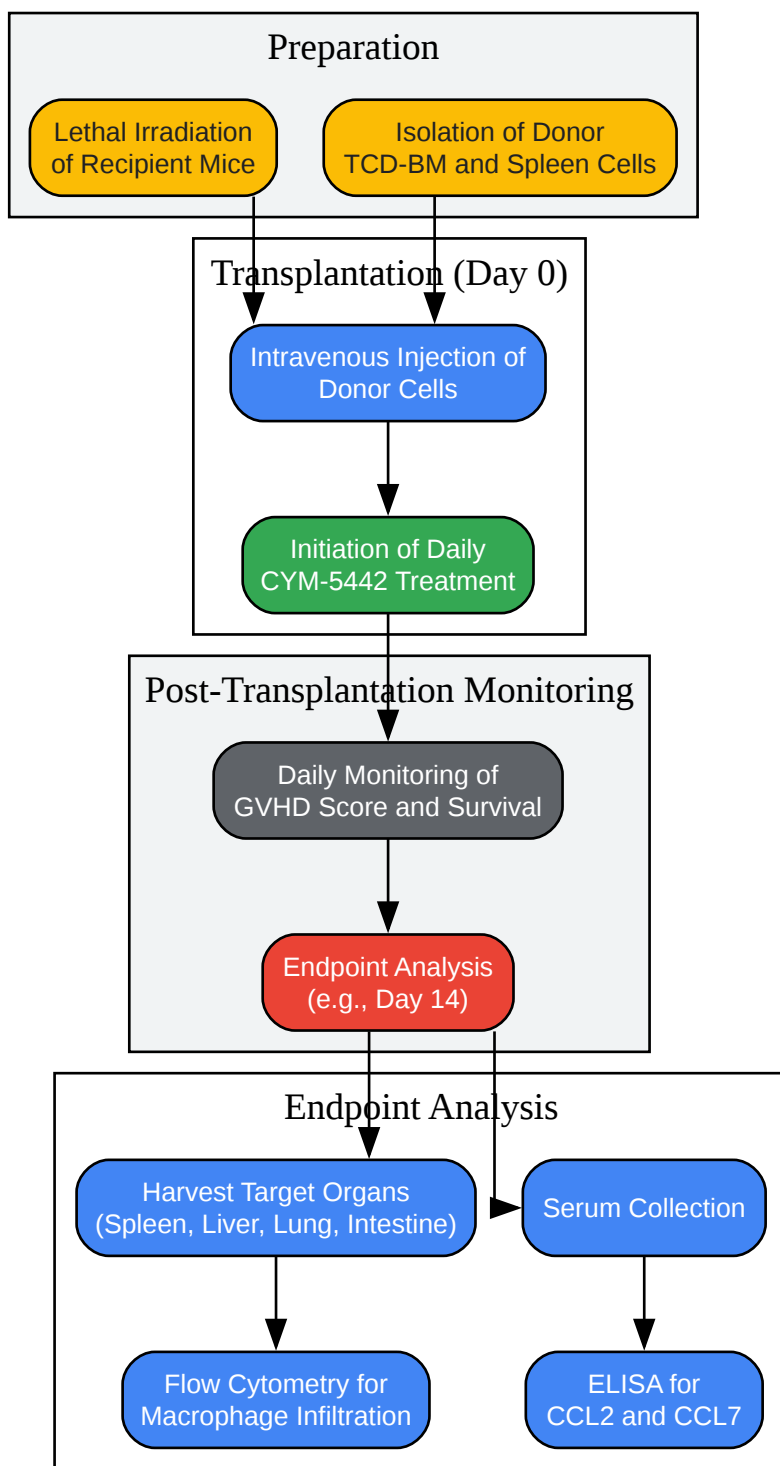 Preparation
Lethal Irradiation
of Recipient Mice
Isolation of Donor
TCD-BM and Spleen Cells
Transplantation (Day 0)
Intravenous Injection of
Donor Cells
Initiation of Daily
CYM-5442 Treatment
Post-Transplantation Monitoring
Daily Monitoring of
GVHD Score and Survival
Endpoint Analysis
(e.g., Day 14)
Endpoint Analysis
Harvest Target Organs
(Spleen, Liver, Lung, Intestine)
Serum Collection
Flow Cytometry for
Macrophage Infiltration
ELISA for
CCL2 and CCL7